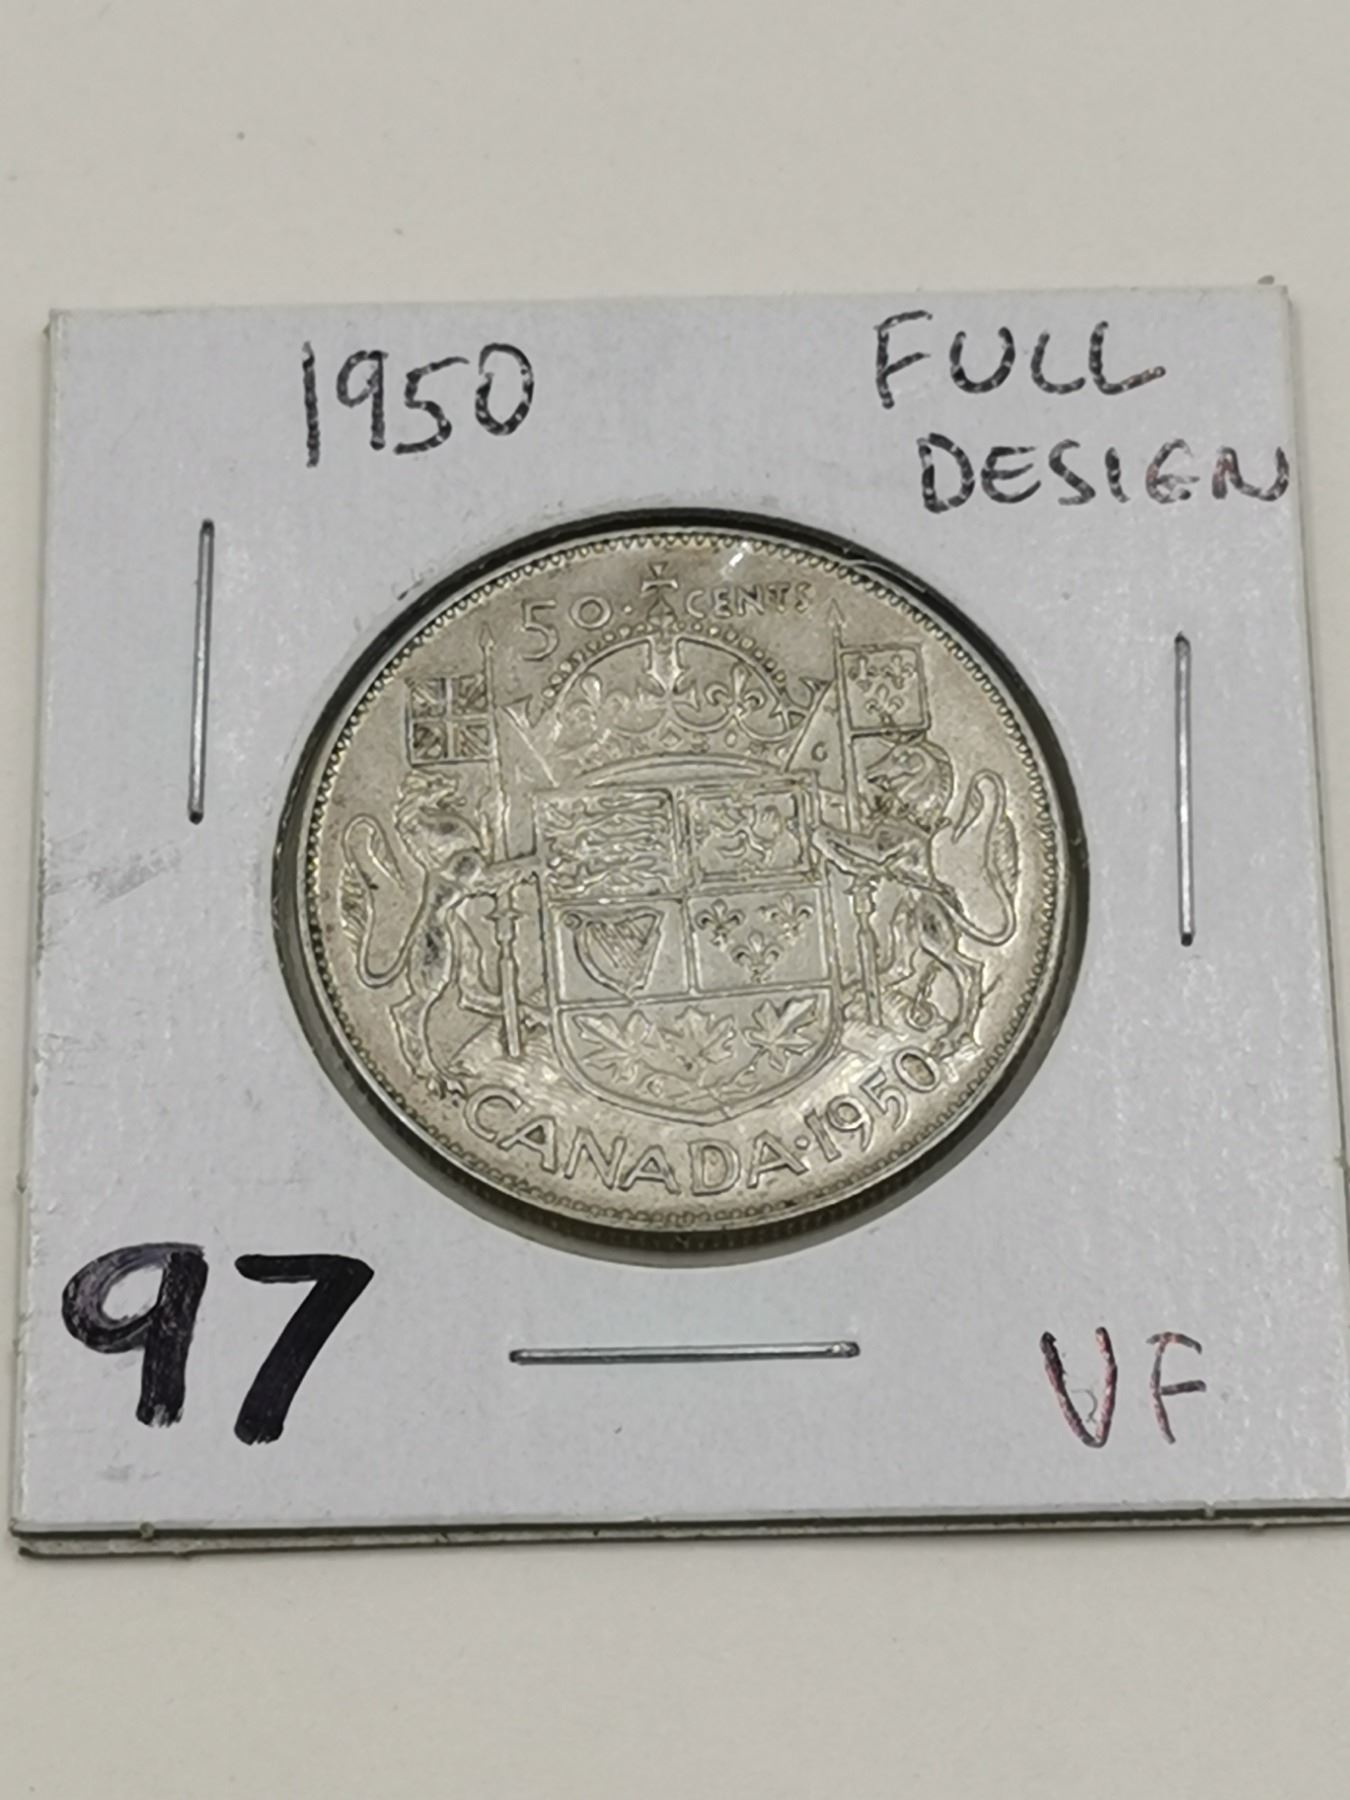 1950
FULL
DESIGN
50 · CENTS
CANADA · 1950
97
VF